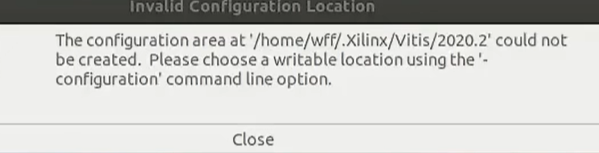 Invalid Configuration Location
The configuration area at '/home/wff/.Xilinx/Vitis/2020.2' could not
be created.  Please choose a writable location using the '-
configuration' command line option.
Close